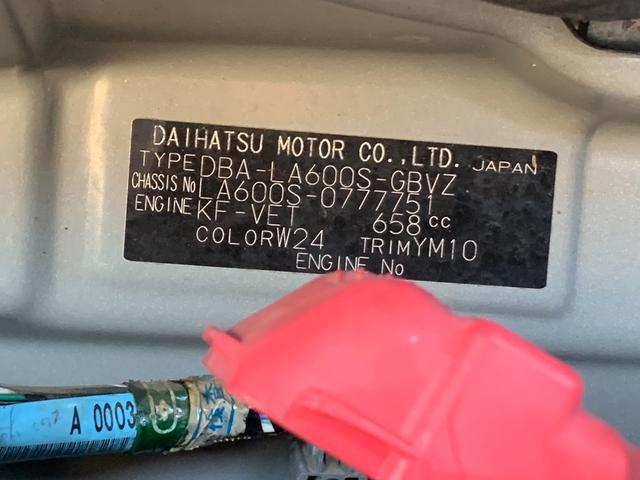 DAIHATSU MOTOR CO.,LTD. JAPAN
TYPE DBA-LA600S-GBVZ
CHASSIS No LA600S-0777751
ENGINE KF-VET 658 cc
COLOR W24 TRIM YM10
ENGINE No
A 0003